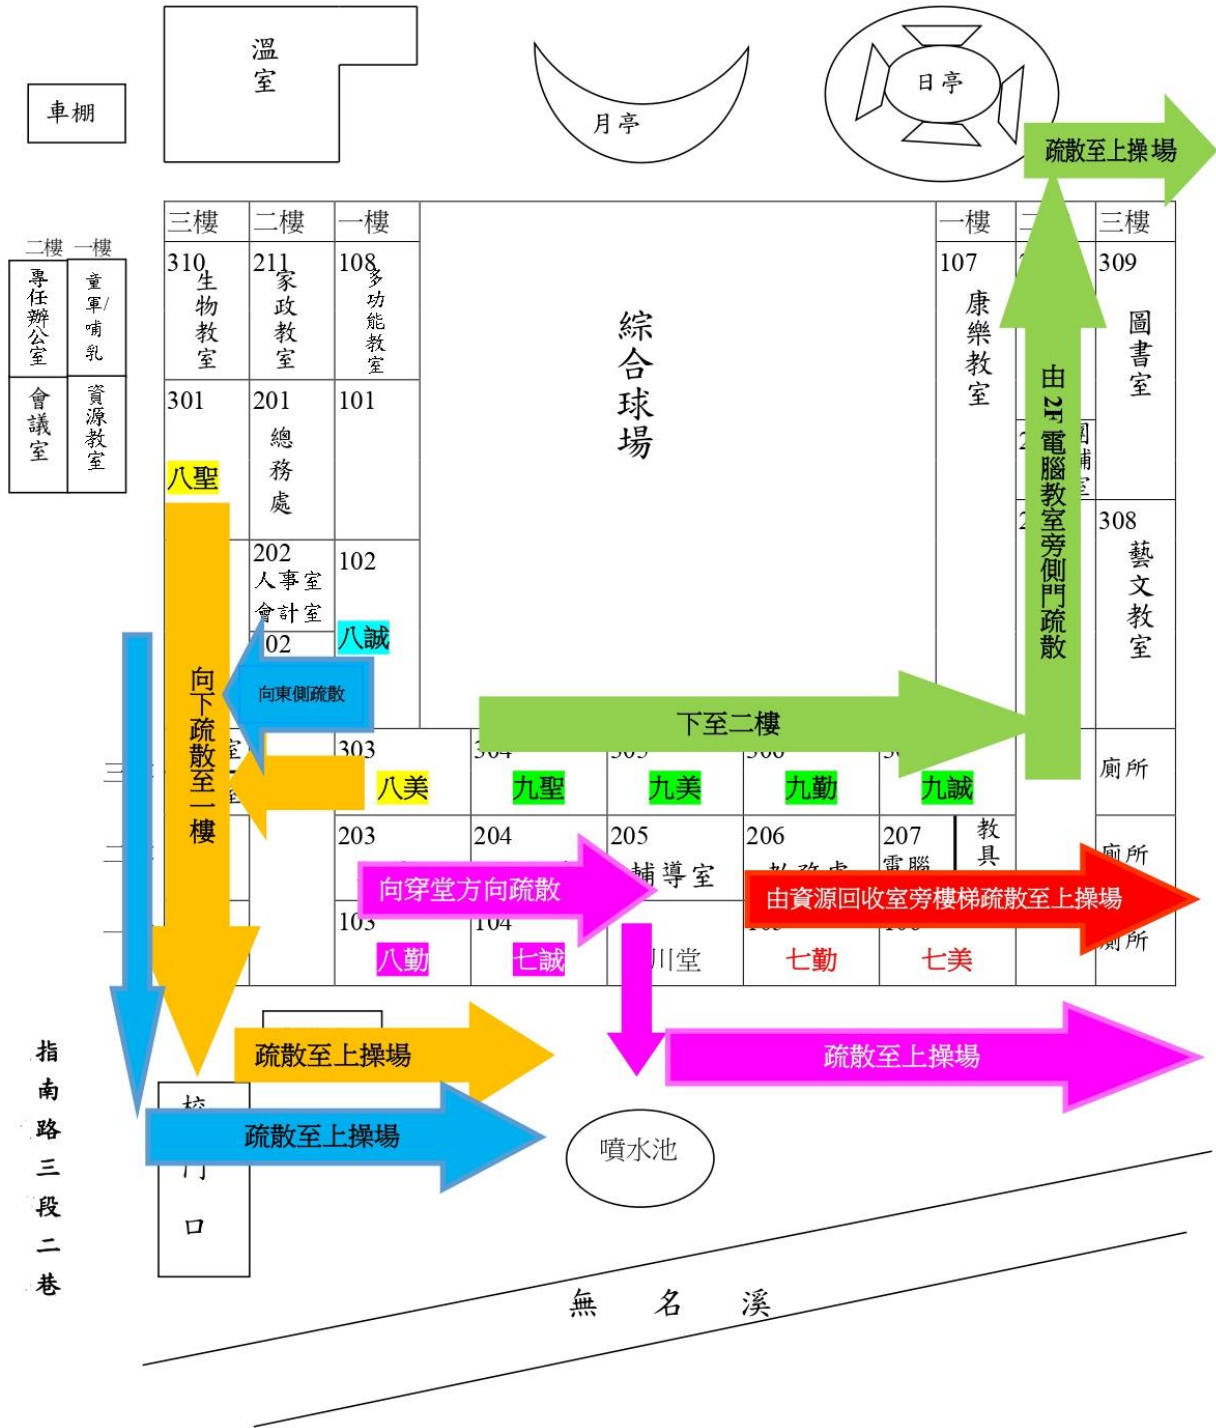 溫室
車棚
月亭
日亭
疏散至上操場
三樓 二樓 一樓
一樓 三樓
二樓 一樓
專任辦公室
童軍/哺乳
會議室
資源教室
310 生物教室
211 家政教室
108 多功能教室
綜合球場
107 康樂教室
309 圖書室
由 2F 電腦教室旁側門疏散
301
八聖
201 總務處
101
202
人事室
會計室
102
八誠
308 藝文教室
向東側疏散
向下疏散至一樓
下至二樓
303
八美
九聖
九美
九勤
九誠
廁所
203
204
205
輔導室
206
教務處
207
電腦
教具
廁所
向穿堂方向疏散
由資源回收室旁樓梯疏散至上操場
103
八勤
104
七誠
川堂
七勤
七美
廁所
疏散至上操場
疏散至上操場
疏散至上操場
口
噴水池
指南路三段二巷
無名溪